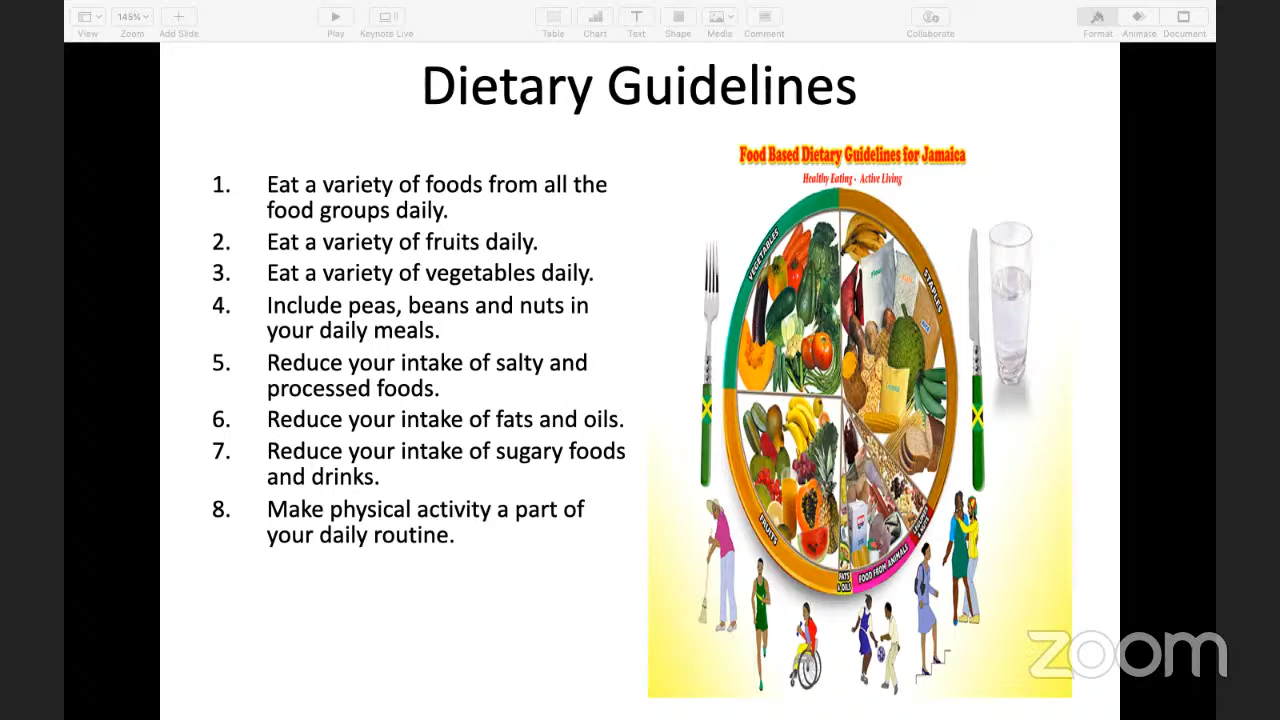 145%
View
Zoom
Add Slide
Play
Keynote Live
Table
Chart
Text
Shape
Media
Comment
Collaborate
Format
Animate
Document
Dietary Guidelines
1. Eat a variety of foods from all the
food groups daily.
2. Eat a variety of fruits daily.
3. Eat a variety of vegetables daily.
4. Include peas, beans and nuts in
your daily meals.
5. Reduce your intake of salty and
processed foods.
6. Reduce your intake of fats and oils.
7. Reduce your intake of sugary foods
and drinks.
8. Make physical activity a part of
your daily routine.
Food Based Dietary Guidelines for Jamaica
Healthy Eating - Active Living
VEGETABLES
STAPLES
FRUITS
FATS
& OILS
FOOD FROM ANIMALS
zoom